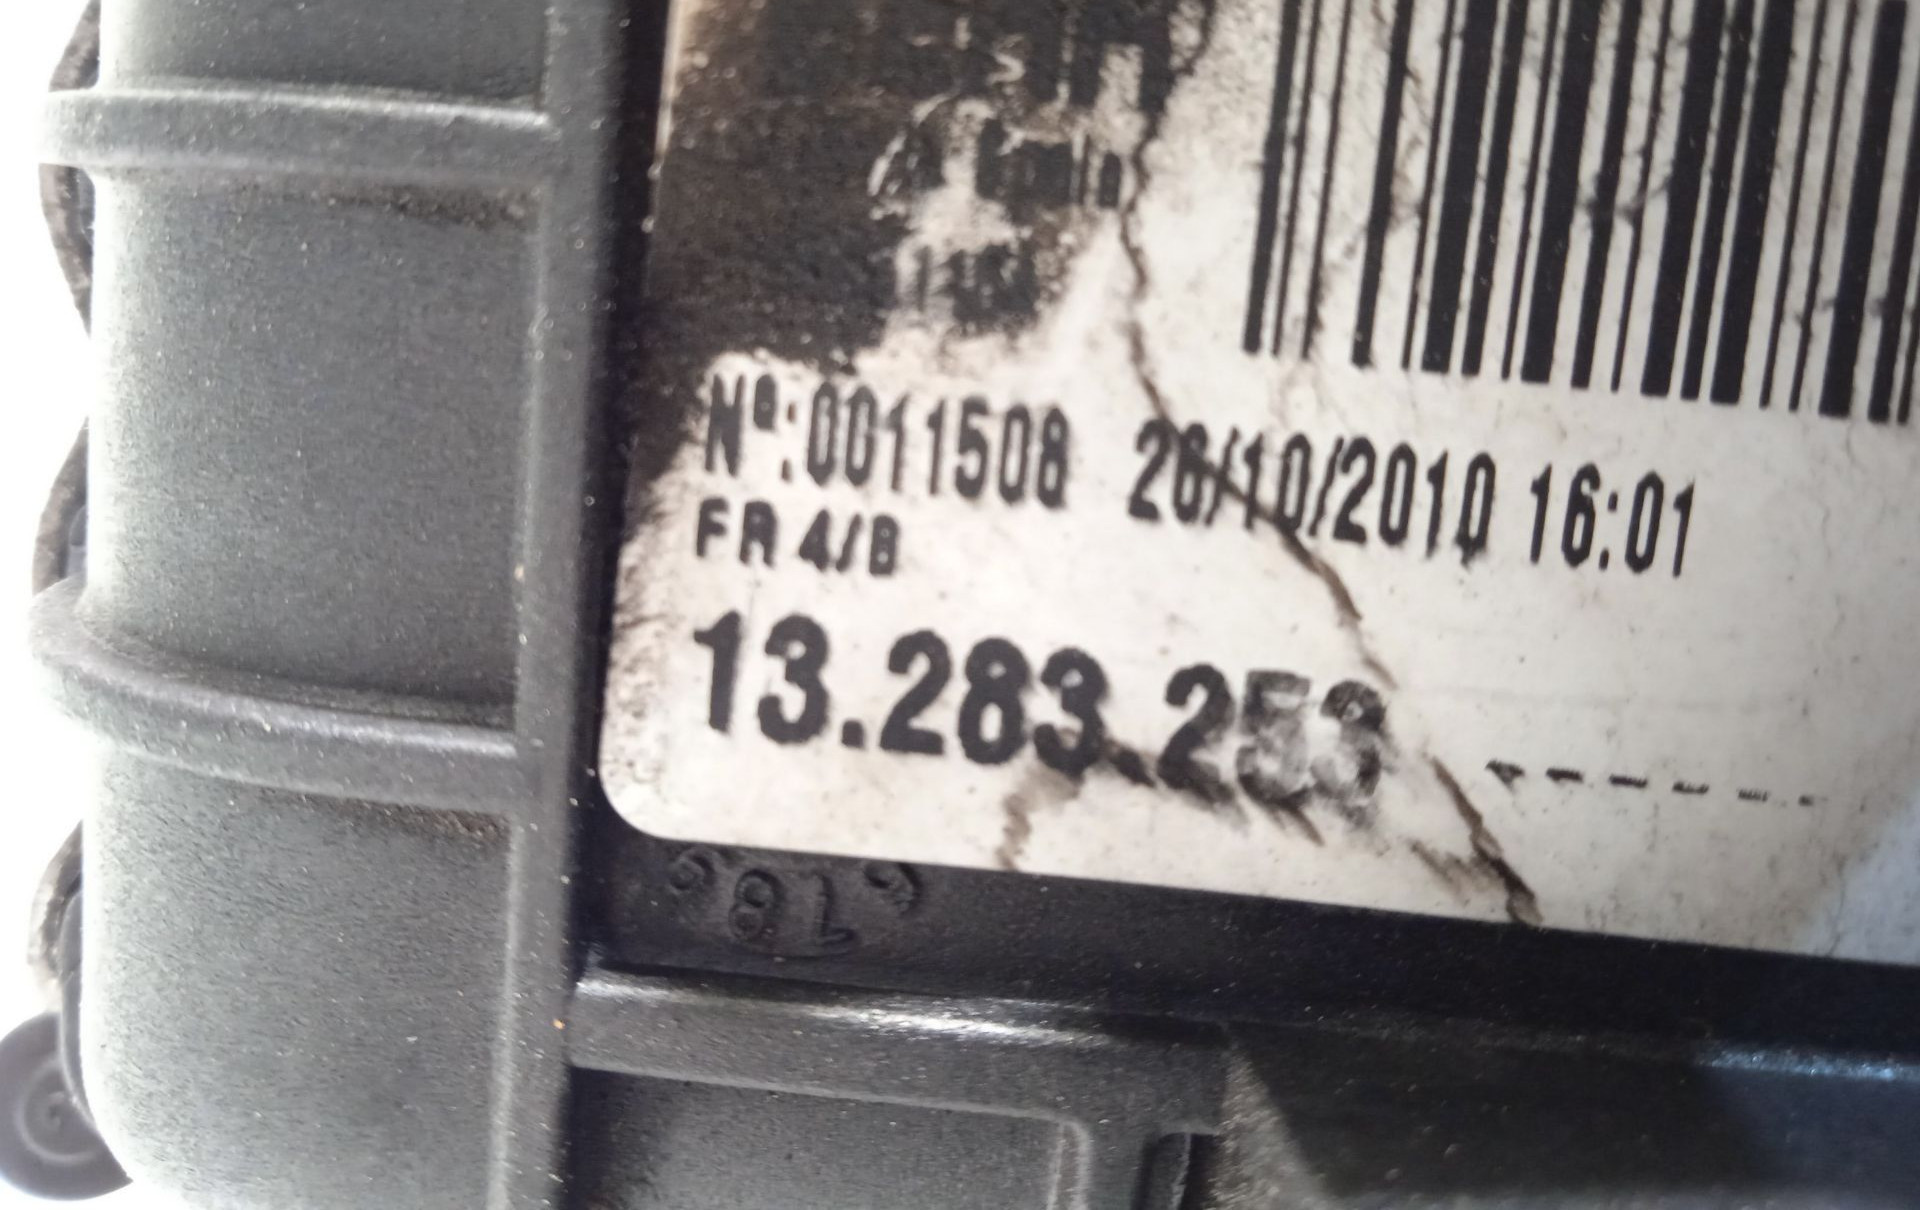 Nº:0011508 26/10/2010 16:01
FR 4/B
13.283.253 ------